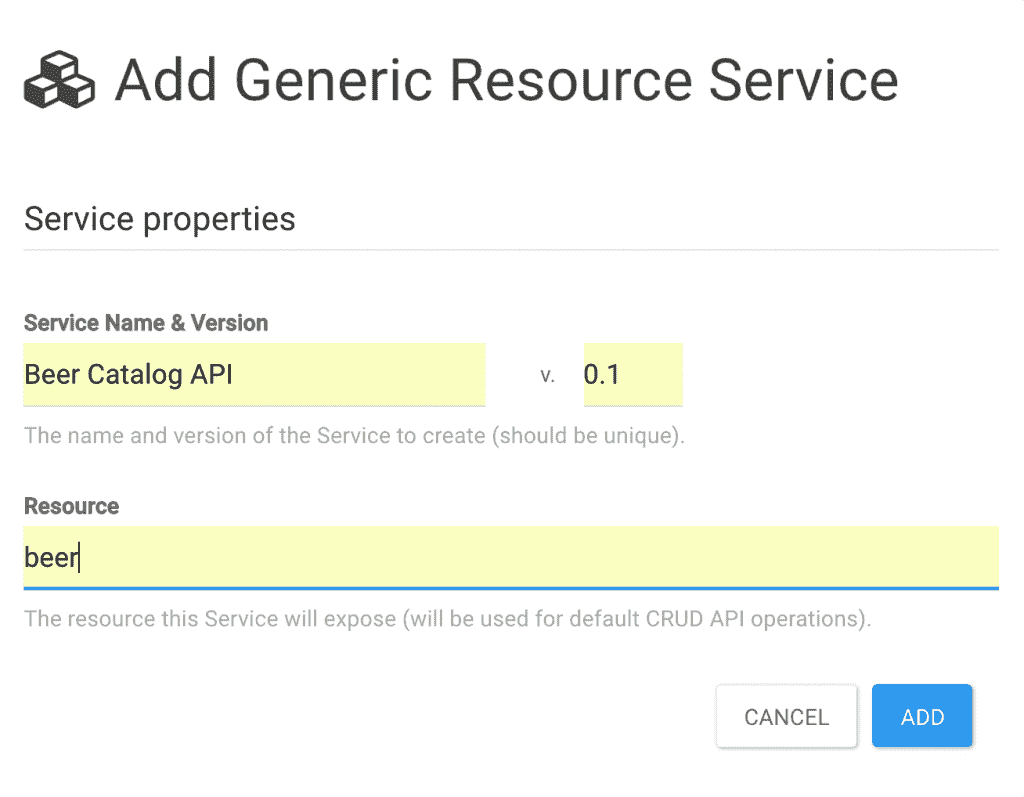 Add Generic Resource Service
Service properties
Service Name & Version
Beer Catalog API v. 0.1
The name and version of the Service to create (should be unique).
Resource
beer
The resource this Service will expose (will be used for default CRUD API operations).
CANCEL ADD